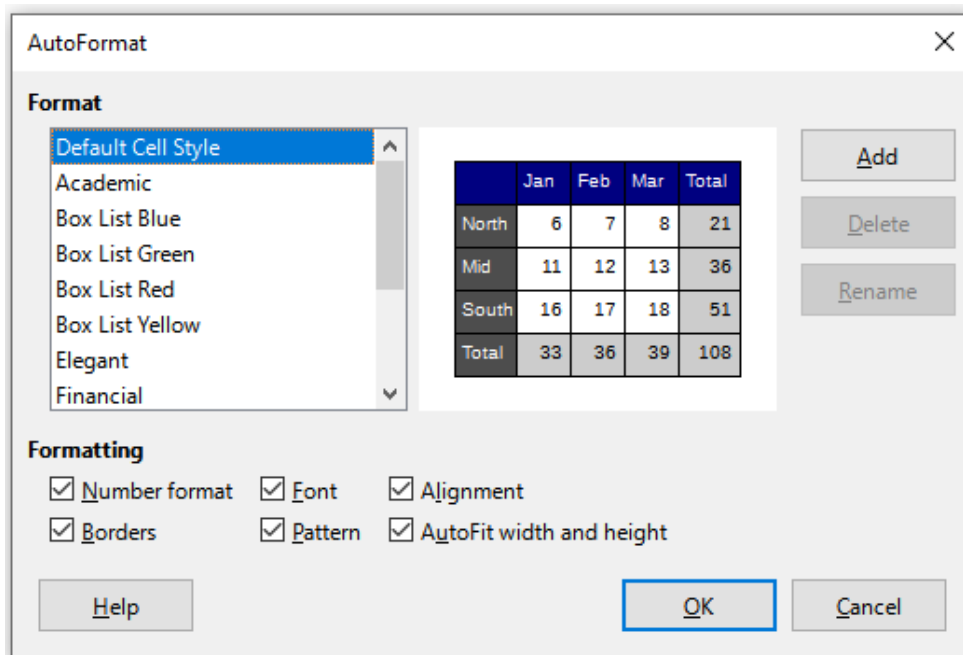 AutoFormat
Format
Default Cell Style
Academic
Box List Blue
Box List Green
Box List Red
Box List Yellow
Elegant
Financial
Jan Feb Mar Total
North 6 7 8 21
Mid 11 12 13 36
South 16 17 18 51
Total 33 36 39 108
Add
Delete
Rename
Formatting
Number format Font Alignment
Borders Pattern AutoFit width and height
Help OK Cancel